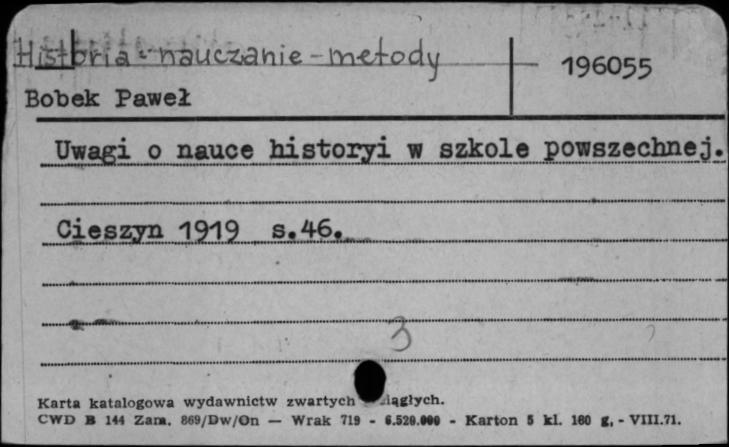 Historia - nauczanie - metody
196055
Bobek Paweł
Uwagi o nauce historyi w szkole powszechnej.
Cieszyn 1919 s.46.
3
Karta katalogowa wydawnictw zwartych ciągłych.
CWD B 144 Zam. 869/Dw/On — Wrak 719 - 6.520.000 - Karton 5 kl. 160 g. - VIII.71.